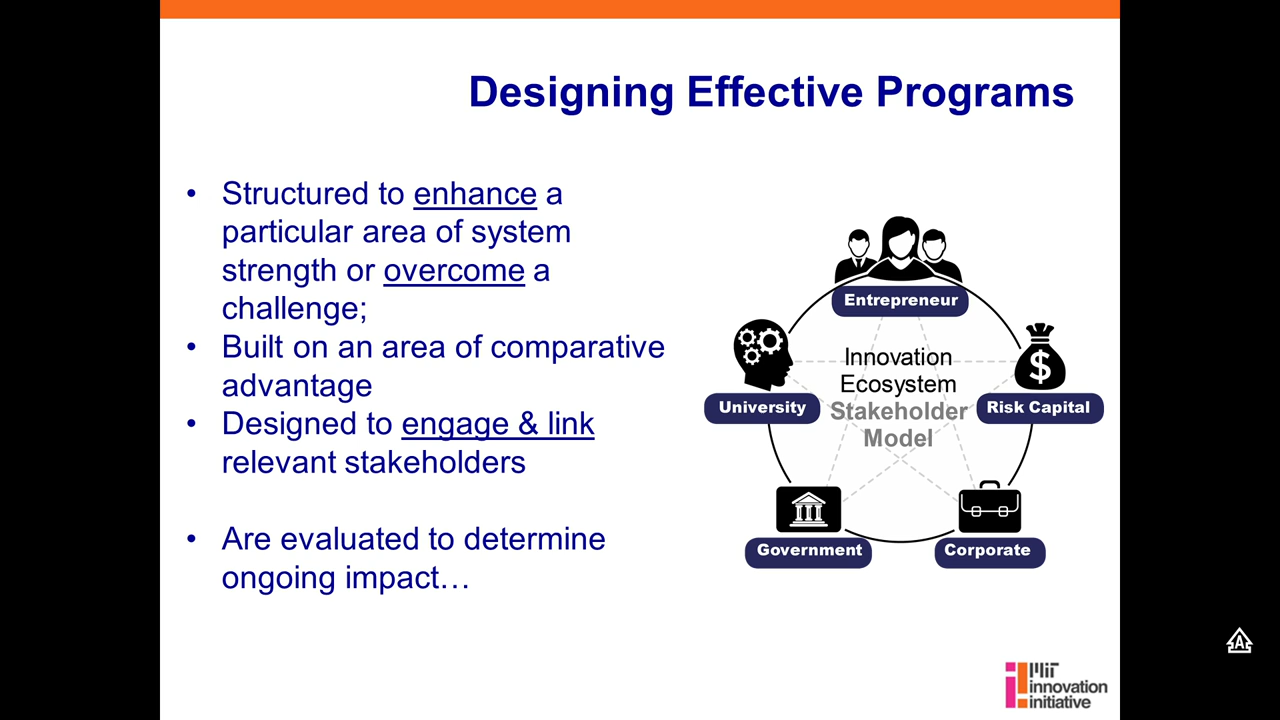 Designing Effective Programs
• Structured to enhance a
particular area of system
strength or overcome a
challenge;
• Built on an area of comparative
advantage
• Designed to engage & link
relevant stakeholders
• Are evaluated to determine
ongoing impact…
Entrepreneur
Innovation
Ecosystem
Stakeholder
Model
University
Risk Capital
$
Government
Corporate
A
MIT
innovation
initiative